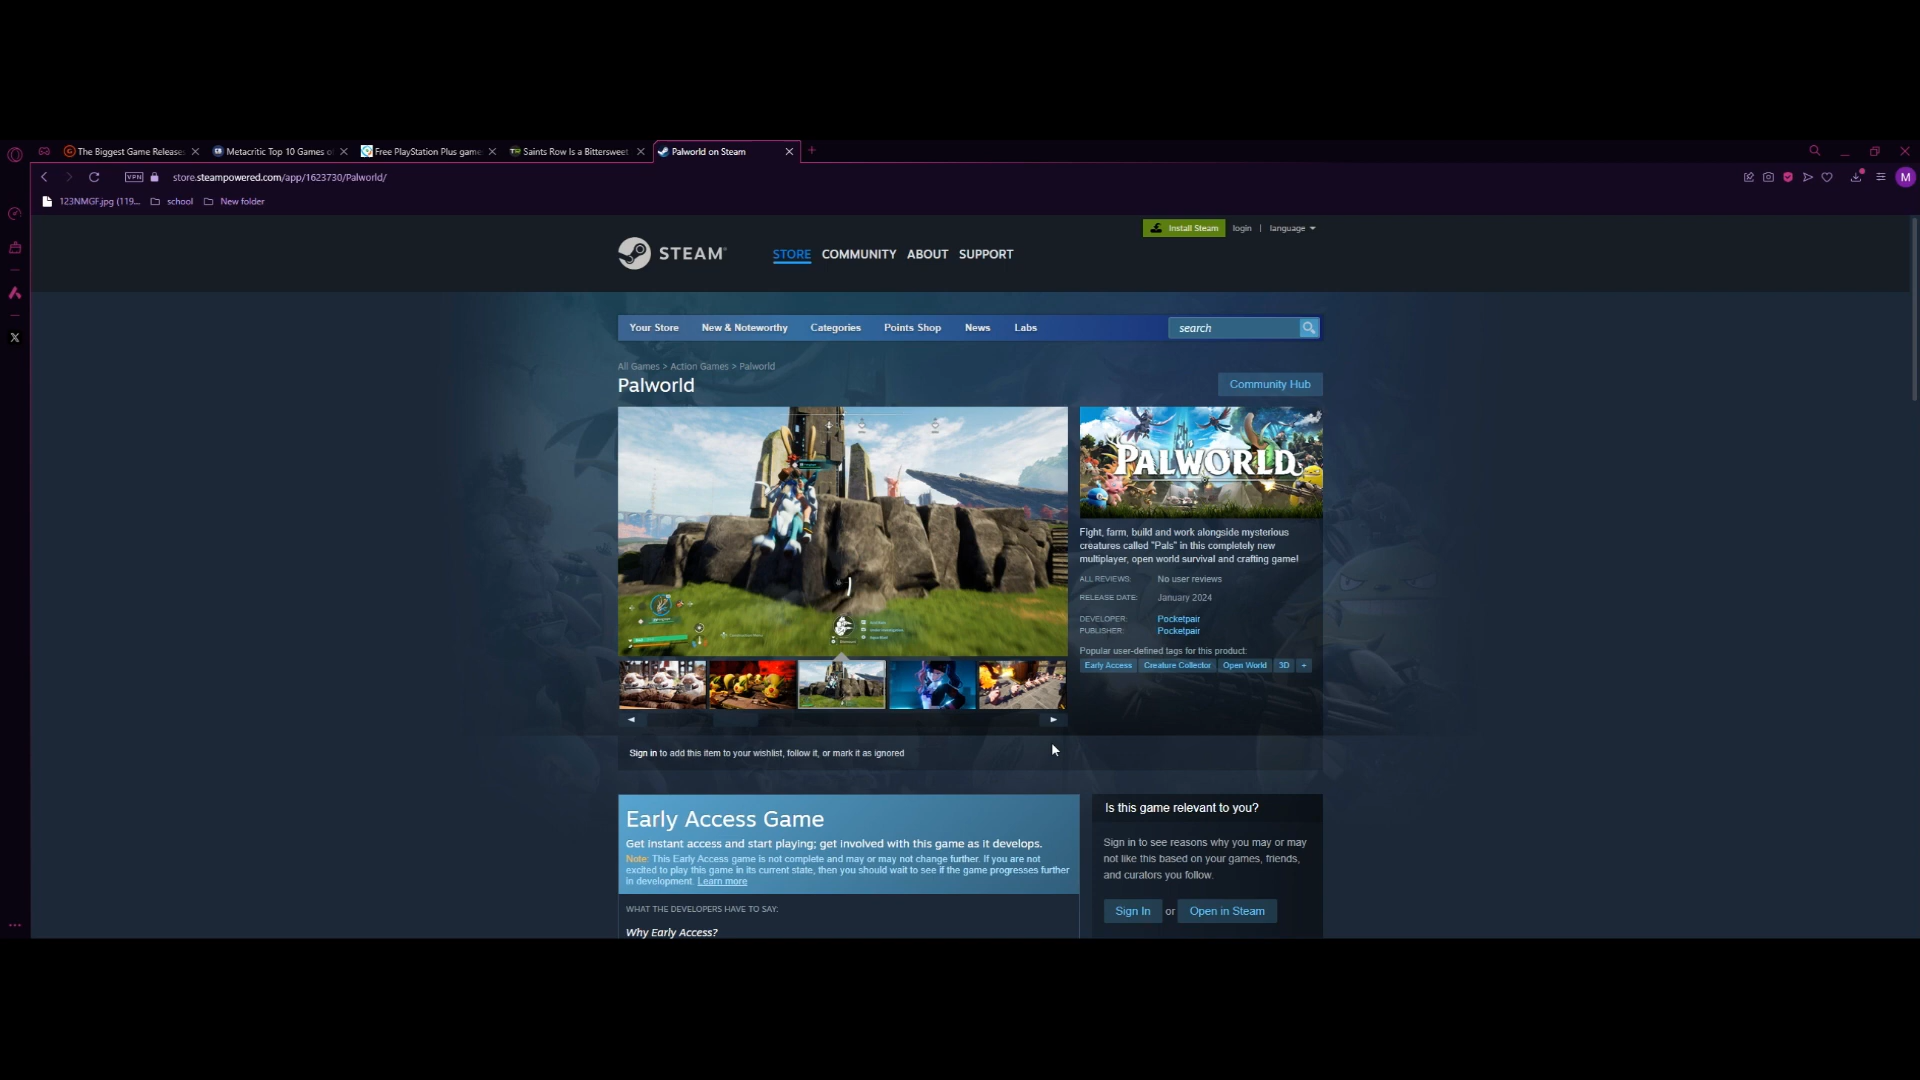 The Biggest Game Releases
Metacritic Top 10 Games o
Free PlayStation Plus game
Saints Row Is a Bittersweet
Palworld on Steam
VPN
store.steampowered.com/app/1623730/Palworld/
M
123NMGF.jpg (119...
school
New folder
Install Steam
login
|
language
STEAM
STORE
COMMUNITY
ABOUT
SUPPORT
Your Store
New & Noteworthy
Categories
Points Shop
News
Labs
search
All Games > Action Games > Palworld
Palworld
Community Hub
PALWORLD
Fight, farm, build and work alongside mysterious
creatures called "Pals" in this completely new
multiplayer, open world survival and crafting game!
ALL REVIEWS: No user reviews
RELEASE DATE: January 2024
DEVELOPER: Pocketpair
PUBLISHER: Pocketpair
Popular user-defined tags for this product:
Early Access
Creature Collector
Open World
3D
+
Sign in to add this item to your wishlist, follow it, or mark it as ignored
Early Access Game
Get instant access and start playing; get involved with this game as it develops.
Note: This Early Access game is not complete and may or may not change further. If you are not
excited to play this game in its current state, then you should wait to see if the game progresses further
in development. Learn more
WHAT THE DEVELOPERS HAVE TO SAY:
Why Early Access?
Is this game relevant to you?
Sign in to see reasons why you may or may
not like this based on your games, friends,
and curators you follow.
Sign In or Open in Steam